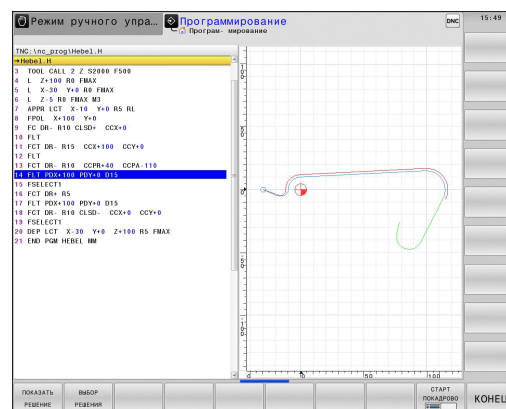 Режим ручного упра…
Программирование
Програм- мирование
DNC
15:49
TNC:\nc_prog\Hebel.H
→Hebel.H
3 TOOL CALL 2 Z S2000 F500
4 L Z+100 R0 FMAX
5 L X-30 Y+0 R0 FMAX
6 L Z-5 R0 FMAX M3
7 APPR LCT X-10 Y+0 R5 RL
8 FPOL X+100 Y+0
9 FC DR- R10 CLSD+ CCX+0
10 FLT
11 FCT DR- R15 CCX+100 CCY+0
12 FLT
13 FCT DR- R10 CCPR+40 CCPA-110
14 FLT PDX+100 PDY+0 D15
15 FSELECT1
16 FCT DR+ R5
17 FLT PDX+100 PDY+0 D15
18 FCT DR- R10 CLSD- CCX+0 CCY+0
19 FSELECT1
20 DEP LCT X-30 Y+0 Z+100 R5 FMAX
21 END PGM HEBEL MM
50
100
ПОКАЗАТЬ РЕШЕНИЕ
ВЫБОР РЕШЕНИЯ
СТАРТ ПОКАДРОВО
КОНЕЦ